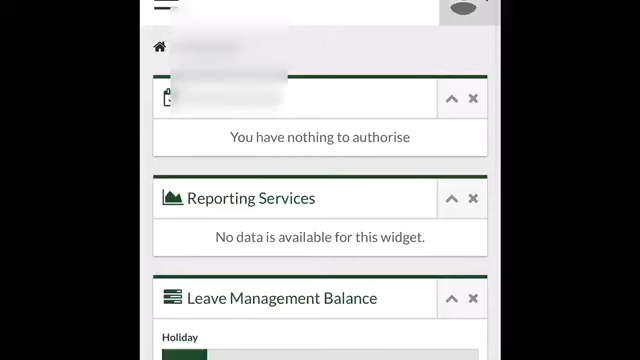 You have nothing to authorise
Reporting Services
No data is available for this widget.
Leave Management Balance
Holiday